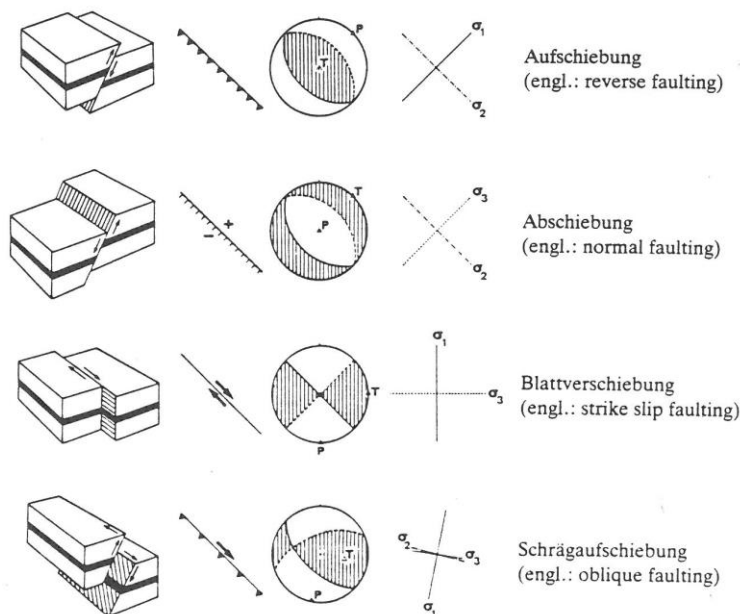 P
T
σ1
σ2
Aufschiebung
(engl.: reverse faulting)
+
−
T
P
σ3
σ2
Abschiebung
(engl.: normal faulting)
T
P
σ1
σ3
Blattverschiebung
(engl.: strike slip faulting)
T
P
σ2
σ3
σ1
Schrägaufschiebung
(engl.: oblique faulting)